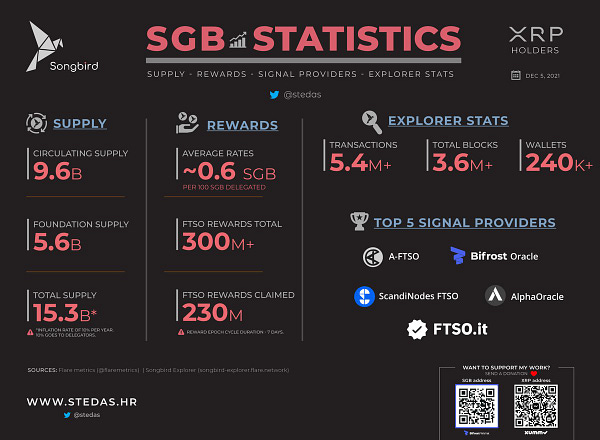 Songbird
SGB STATISTICS
SUPPLY - REWARDS - SIGNAL PROVIDERS - EXPLORER STATS
@stedas
XRP
HOLDERS
DEC 5, 2021
SUPPLY
CIRCULATING SUPPLY
9.6B
FOUNDATION SUPPLY
5.6B
TOTAL SUPPLY
15.3B*
*INFLATION RATE OF 10% PER YEAR.
10% GOES TO DELEGATORS.
REWARDS
AVERAGE RATES
~0.6 SGB
PER 100 SGB DELEGATED
FTSO REWARDS TOTAL
300M+
FTSO REWARDS CLAIMED
230M
REWARD EPOCH CYCLE DURATION - 7 DAYS.
EXPLORER STATS
TRANSACTIONS
5.4M+
TOTAL BLOCKS
3.6M+
WALLETS
240K+
TOP 5 SIGNAL PROVIDERS
A-FTSO
Bifrost Oracle
ScandiNodes FTSO
AlphaOracle
FTSO.it
SOURCES: Flare metrics (@flaremetrics) | Songbird Explorer (songbird-explorer.flare.network)
WWW.STEDAS.HR
@stedas
WANT TO SUPPORT MY WORK?
SEND A DONATION
SGB address
XRP address
BifrostWallet
XUMM